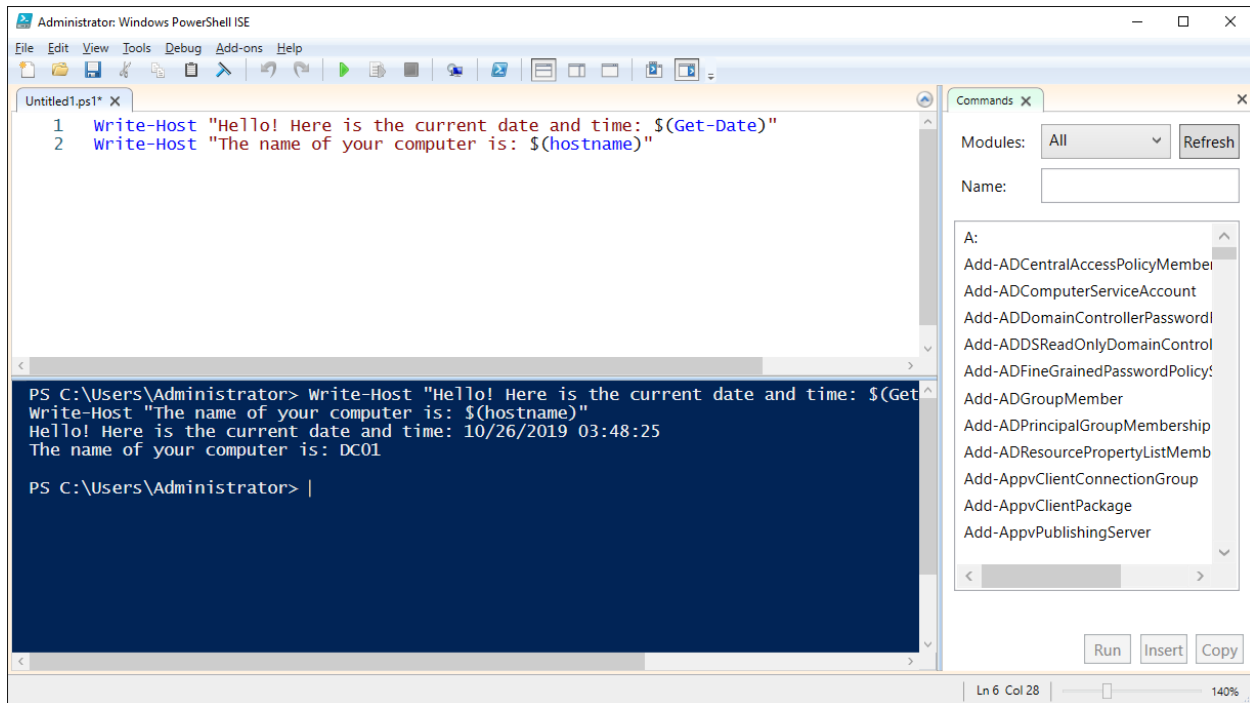 Administrator: Windows PowerShell ISE
File Edit View Tools Debug Add-ons Help
Untitled1.ps1* X
1 Write-Host "Hello! Here is the current date and time: $(Get-Date)"
2 Write-Host "The name of your computer is: $(hostname)"
PS C:\Users\Administrator> Write-Host "Hello! Here is the current date and time: $(Get
Write-Host "The name of your computer is: $(hostname)"
Hello! Here is the current date and time: 10/26/2019 03:48:25
The name of your computer is: DC01
PS C:\Users\Administrator>
Commands X
Modules: All Refresh
Name:
A:
Add-ADCentralAccessPolicyMember
Add-ADComputerServiceAccount
Add-ADDomainControllerPassword
Add-ADDSReadOnlyDomainControl
Add-ADFineGrainedPasswordPolicyS
Add-ADGroupMember
Add-ADPrincipalGroupMembership
Add-ADResourcePropertyListMemb
Add-AppvClientConnectionGroup
Add-AppvClientPackage
Add-AppvPublishingServer
Run Insert Copy
Ln 6 Col 28 140%